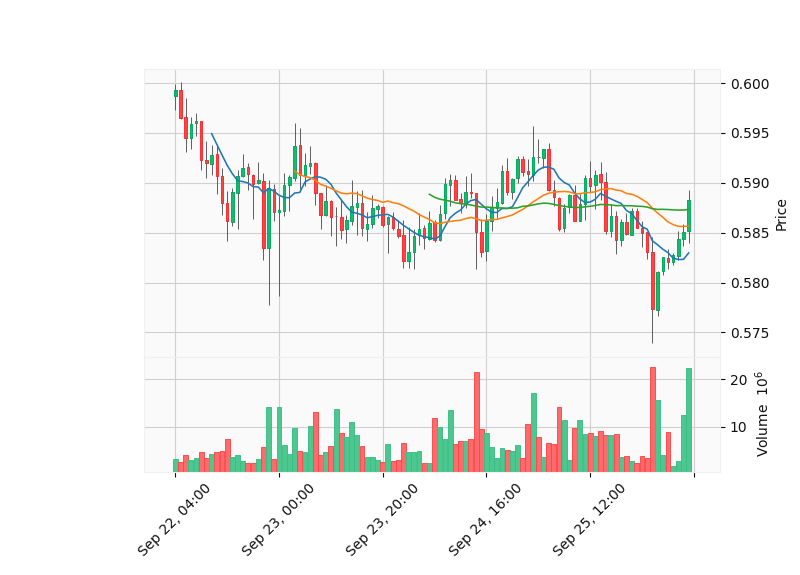 0.600
0.595
0.590
0.585
0.580
0.575
Price
20
10
Volume 10^6
Sep 22, 04:00
Sep 23, 00:00
Sep 23, 20:00
Sep 24, 16:00
Sep 25, 12:00